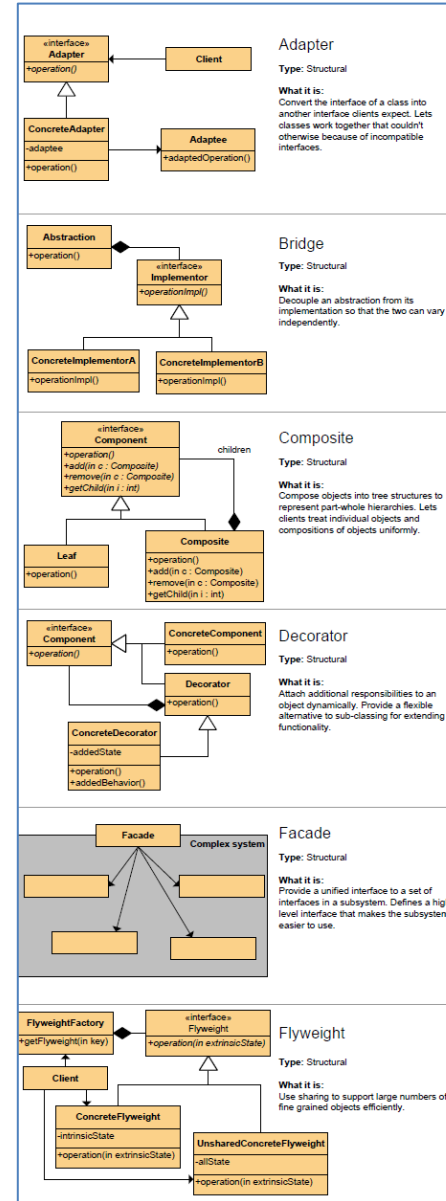 «interface»
Adapter
+operation()
Client
ConcreteAdapter
-adaptee
+operation()
Adaptee
+adaptedOperation()
Adapter
Type: Structural
What it is:
Convert the interface of a class into
another interface clients expect. Lets
classes work together that couldn't
otherwise because of incompatible
interfaces.
Abstraction
+operation()
«interface»
Implementor
+operationImpl()
ConcreteImplementorA
+operationImpl()
ConcreteImplementorB
+operationImpl()
Bridge
Type: Structural
What it is:
Decouple an abstraction from its
implementation so that the two can vary
independently.
«interface»
Component
+operation()
+add(in c : Composite)
+remove(in c : Composite)
+getChild(in i : int)
children
Leaf
+operation()
Composite
+operation()
+add(in c : Composite)
+remove(in c : Composite)
+getChild(in i : int)
Composite
Type: Structural
What it is:
Compose objects into tree structures to
represent part-whole hierarchies. Lets
clients treat individual objects and
compositions of objects uniformly.
«interface»
Component
+operation()
ConcreteComponent
+operation()
Decorator
+operation()
ConcreteDecorator
-addedState
+operation()
+addedBehavior()
Decorator
Type: Structural
What it is:
Attach additional responsibilities to an
object dynamically. Provide a flexible
alternative to sub-classing for extending
functionality.
Facade
Complex system
Facade
Type: Structural
What it is:
Provide a unified interface to a set of
interfaces in a subsystem. Defines a hig
level interface that makes the subsystem
easier to use.
FlyweightFactory
+getFlyweight(in key)
«interface»
Flyweight
+operation(in extrinsicState)
Client
ConcreteFlyweight
-intrinsicState
+operation(in extrinsicState)
UnsharedConcreteFlyweight
-allState
+operation(in extrinsicState)
Flyweight
Type: Structural
What it is:
Use sharing to support large numbers of
fine grained objects efficiently.